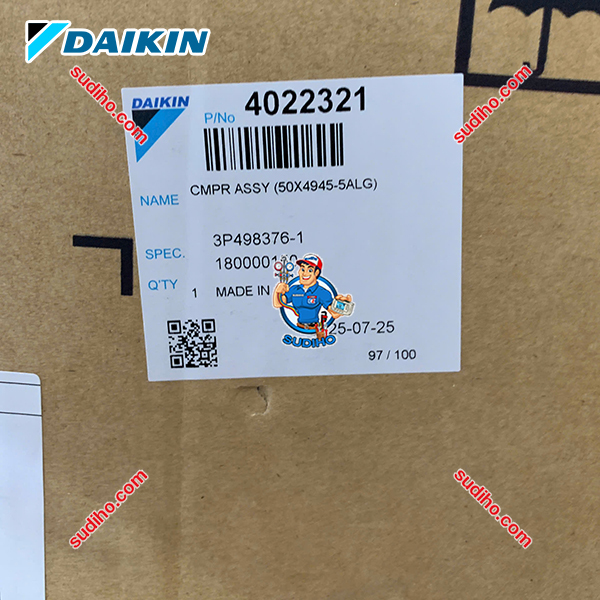 DAIKIN
sudiho.com
sudiho.com
DAIKIN
P/No 4022321
NAME CMPR ASSY (50X4945-5ALG)
SPEC. 3P498376-1
Q'TY 1 MADE IN
SUDIHO
25-07-25
97 / 100
sudiho.com
sudiho.com